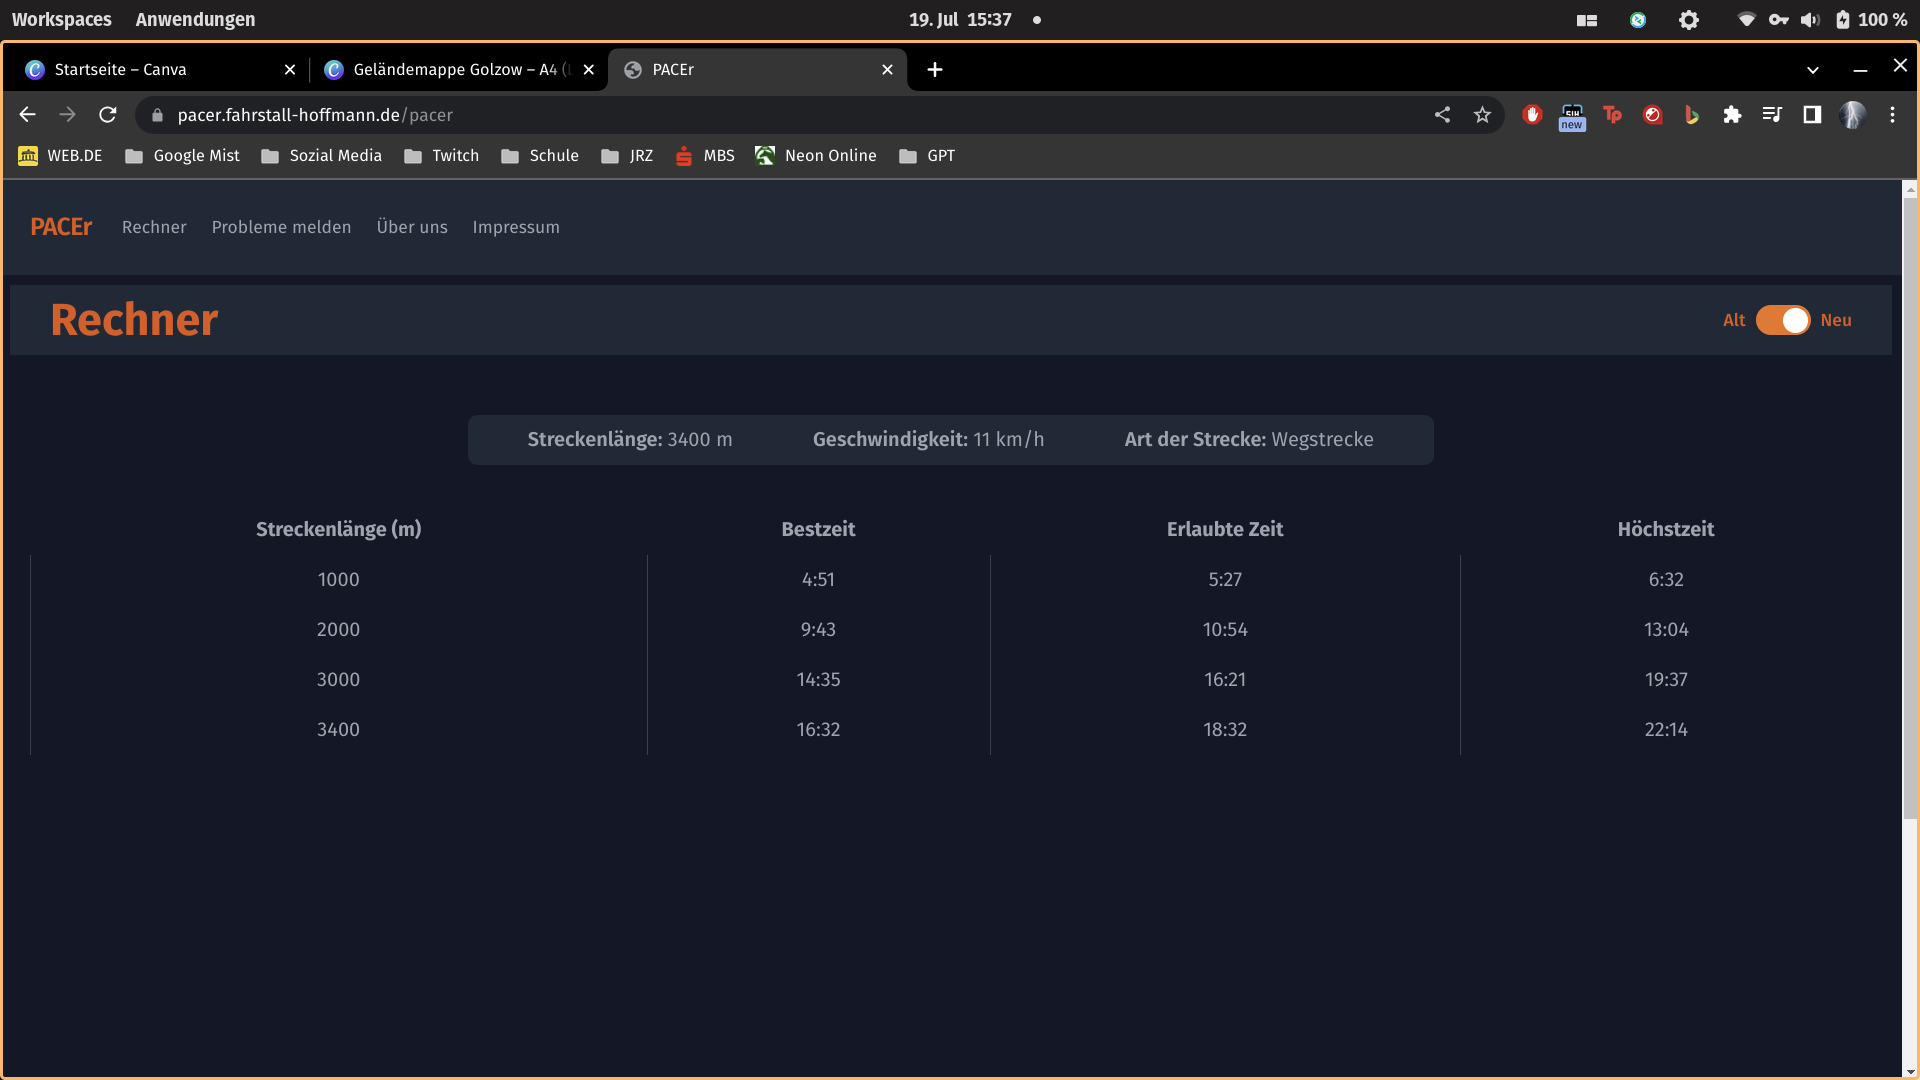 Workspaces Anwendungen 19. Jul 15:37 100 %
Startseite – Canva Geländemappe Golzow – A4 ( PACEr
pacer.fahrstall-hoffmann.de/pacer new Tp
WEB.DE Google Mist Sozial Media Twitch Schule JRZ MBS Neon Online GPT
PACEr Rechner Probleme melden Über uns Impressum
Rechner Alt Neu
Streckenlänge: 3400 m Geschwindigkeit: 11 km/h Art der Strecke: Wegstrecke
Streckenlänge (m) Bestzeit Erlaubte Zeit Höchstzeit
1000 4:51 5:27 6:32
2000 9:43 10:54 13:04
3000 14:35 16:21 19:37
3400 16:32 18:32 22:14